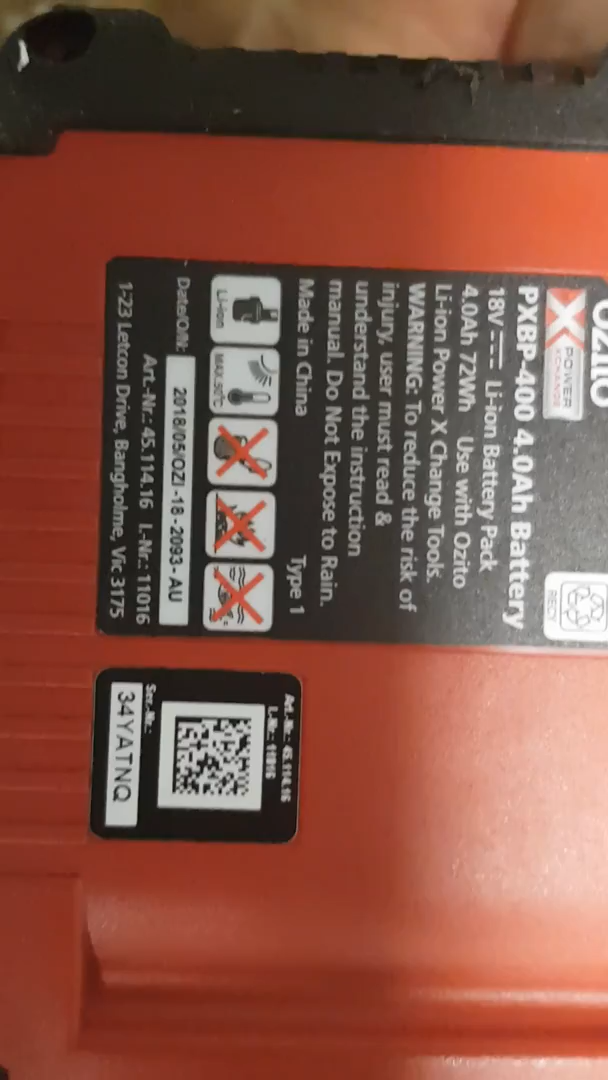 Ozito
POWER
XCHANGE
PXBP-400 4.0Ah Battery
18V Li-ion Battery Pack
4.0Ah 72Wh Use with Ozito
Li-ion Power X Change Tools.
WARNING: To reduce the risk of
injury, user must read &
understand the instruction
manual. Do Not Expose to Rain.
Made in China Type 1
RECY
Li-ion
MAX.50°C
Date/O/N: 2018/05/OZI-18-2093-AU
Art.-Nr.: 45.114.16 I.-Nr.: 11016
1-23 Letcon Drive, Bangholme, Vic 3175
Art.-Nr.: 45.114.16
I.-Nr.: 11016
Ser.-Nr.:
34YATNQ